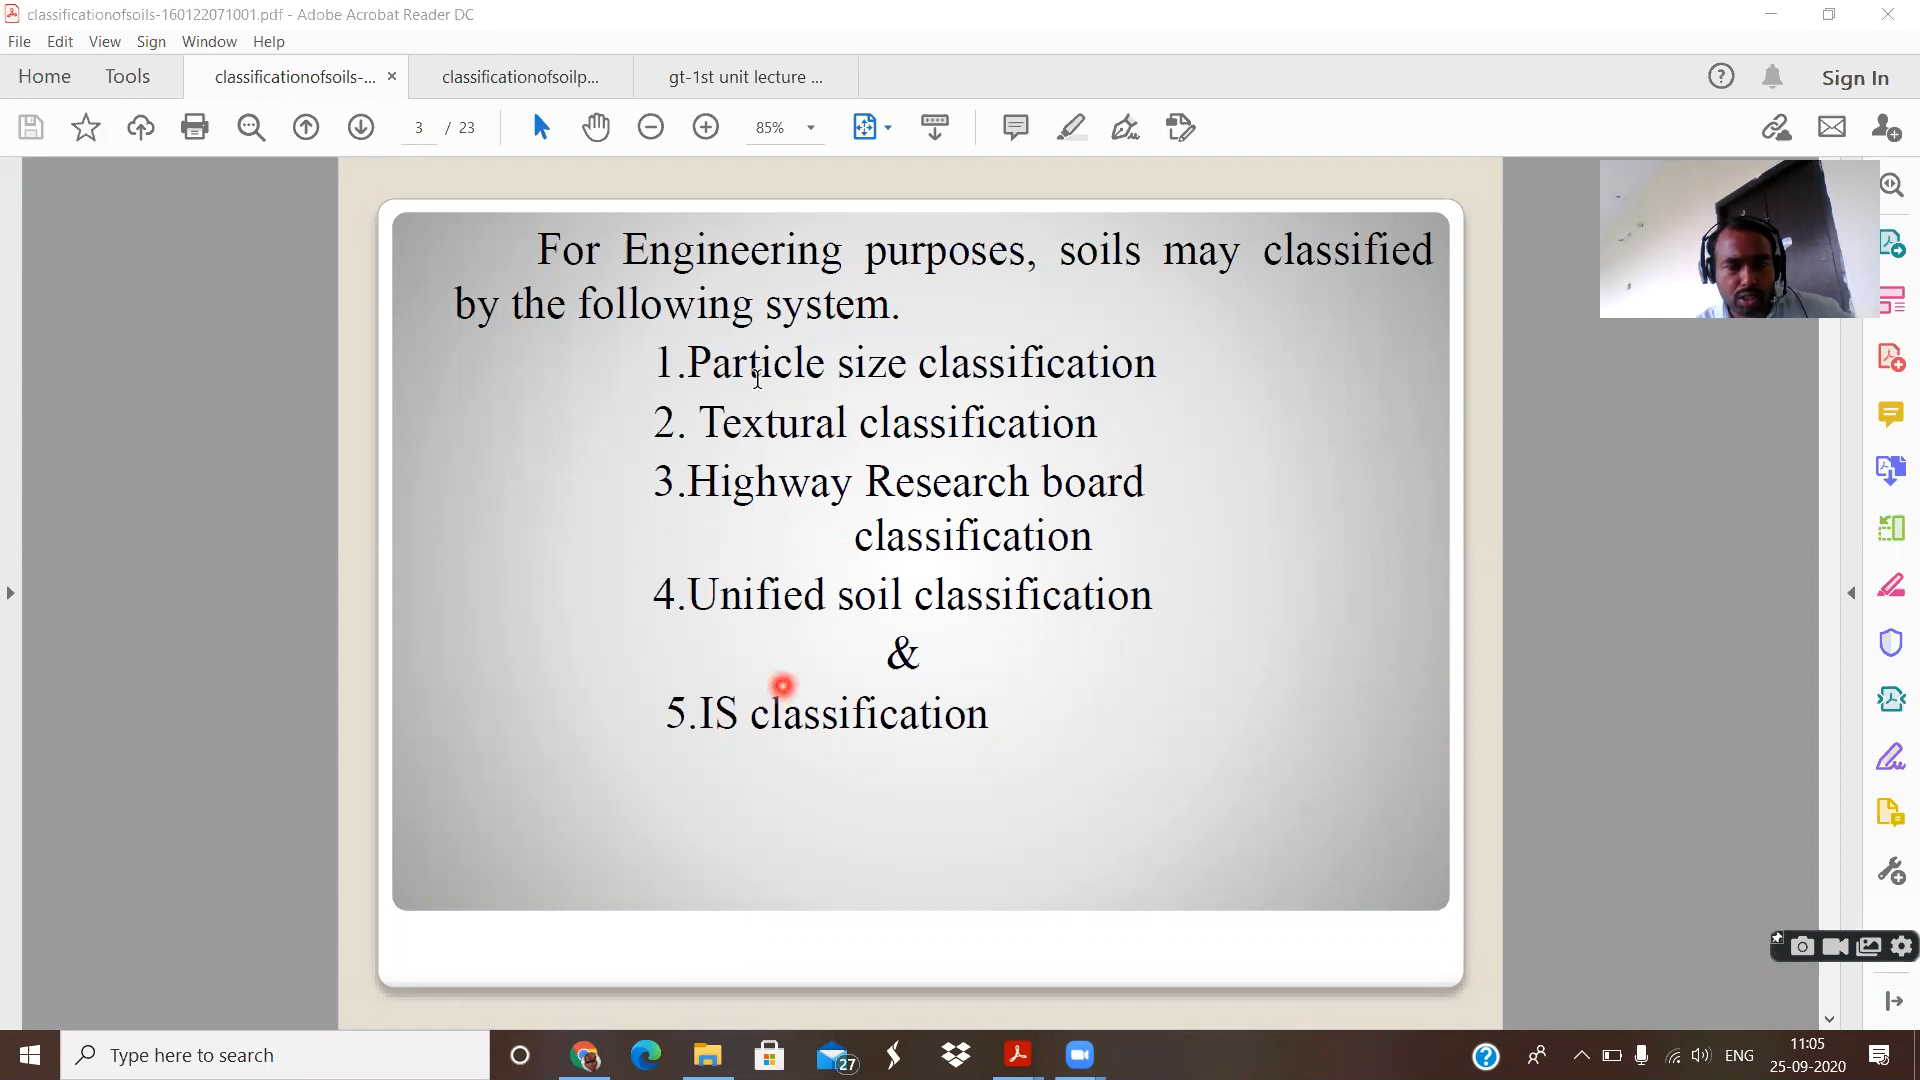 classificationofsoils-160122071001.pdf - Adobe Acrobat Reader DC
File Edit View Sign Window Help
Home Tools classificationofsoils-... × classificationofsoilp... gt-1st unit lecture ... Sign In
3 / 23 85%
For Engineering purposes, soils may classified
by the following system.
1.Particle size classification
2. Textural classification
3.Highway Research board
classification
4.Unified soil classification
&
5.IS classification
Type here to search
27
ENG
11:05
25-09-2020